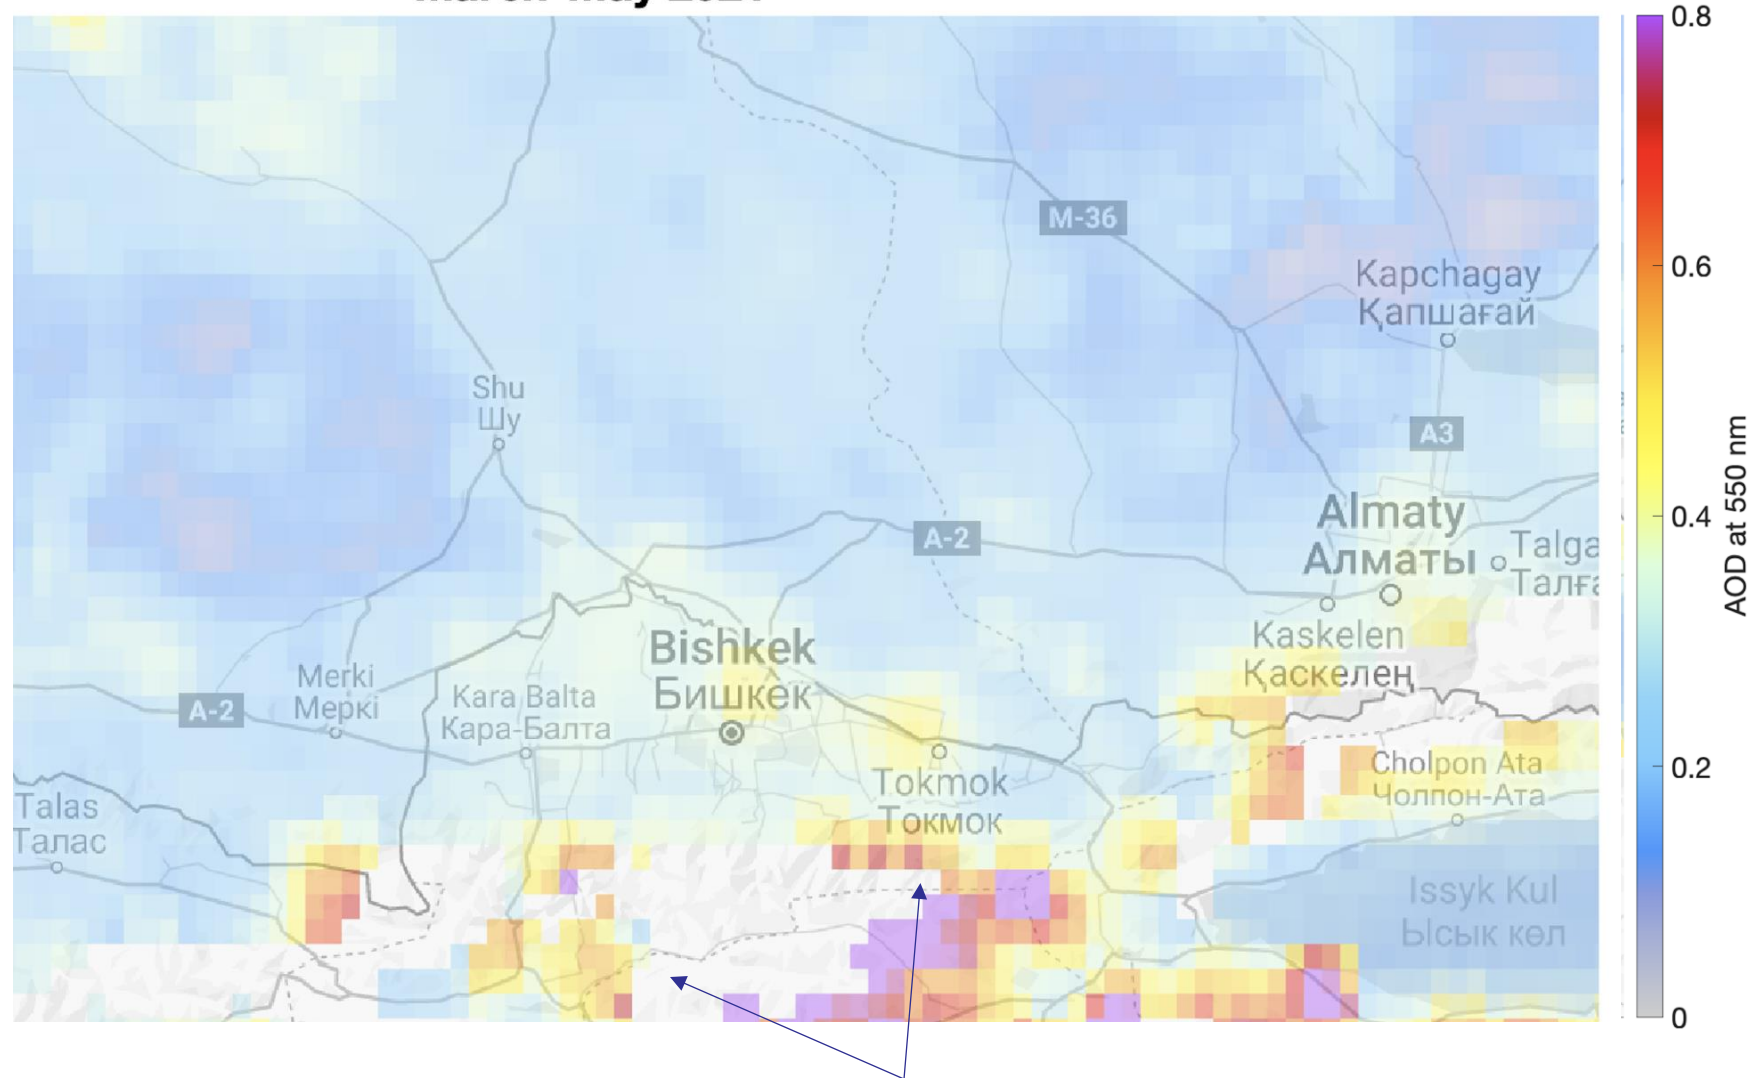 0.8
M-36
Kapchagay
Қапшағай
0.6
Shu
Шу
A3
Almaty
Алматы
A-2
Talga
Талға
0.4
AOD at 550 nm
Bishkek
Бишкек
Kaskelen
Қаскелең
Merki
Меркі
Kara Balta
Кара-Балта
A-2
Tokmok
Токмок
Cholpon Ata
Чолпон-Ата
0.2
Talas
Талас
Issyk Kul
Ысык көл
0